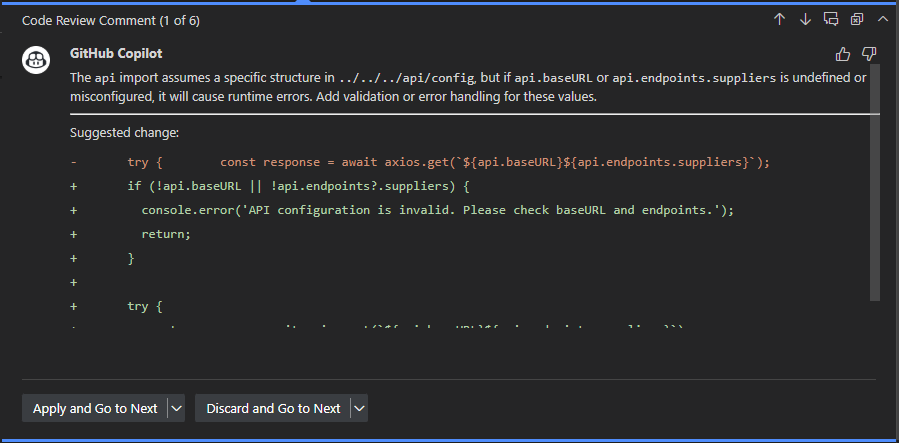 Code Review Comment (1 of 6)
GitHub Copilot
The api import assumes a specific structure in ../../../api/config, but if api.baseURL or api.endpoints.suppliers is undefined or
misconfigured, it will cause runtime errors. Add validation or error handling for these values.
Suggested change:
-       try {        const response = await axios.get(`${api.baseURL}${api.endpoints.suppliers}`);
+       if (!api.baseURL || !api.endpoints?.suppliers) {
+         console.error('API configuration is invalid. Please check baseURL and endpoints.');
+         return;
+       }
+
+       try {
Apply and Go to Next
Discard and Go to Next